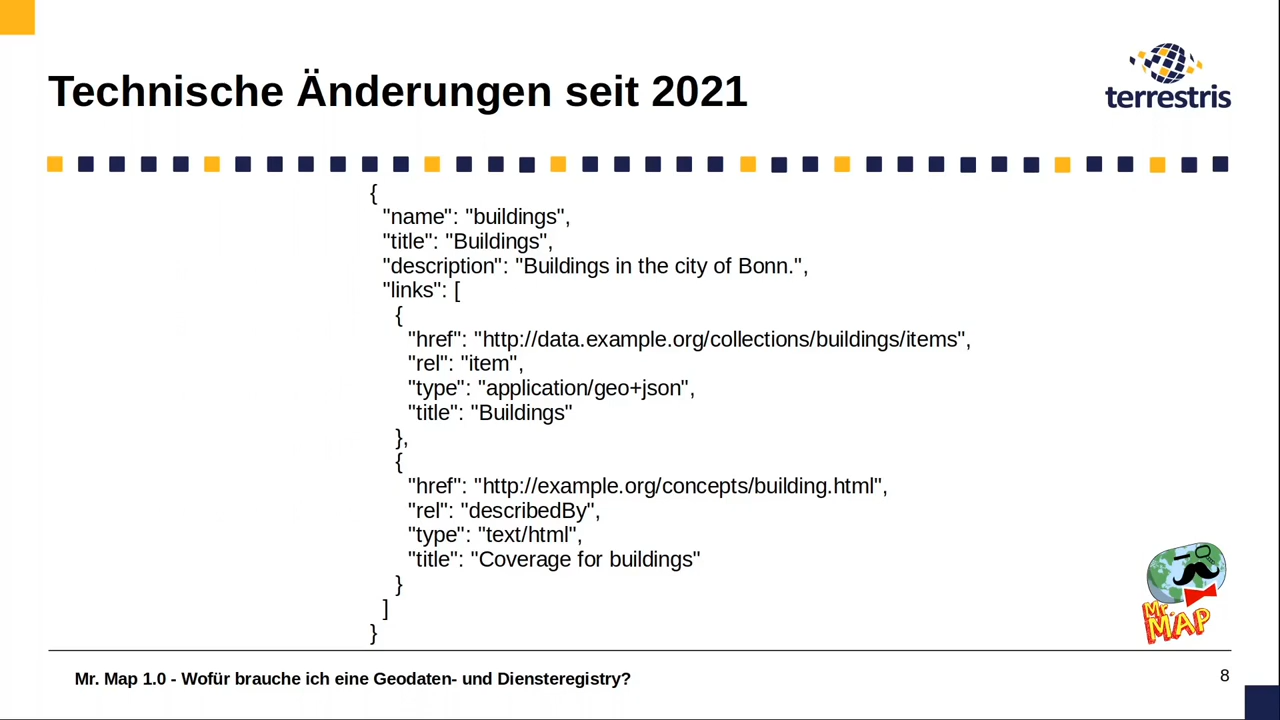 Technische Änderungen seit 2021
terrestris
{
"name": "buildings",
"title": "Buildings",
"description": "Buildings in the city of Bonn.",
"links": [
{
"href": "http://data.example.org/collections/buildings/items",
"rel": "item",
"type": "application/geo+json",
"title": "Buildings"
},
{
"href": "http://example.org/concepts/building.html",
"rel": "describedBy",
"type": "text/html",
"title": "Coverage for buildings"
}
]
}
Mr.
MAP
Mr. Map 1.0 - Wofür brauche ich eine Geodaten- und Diensteregistry?
8